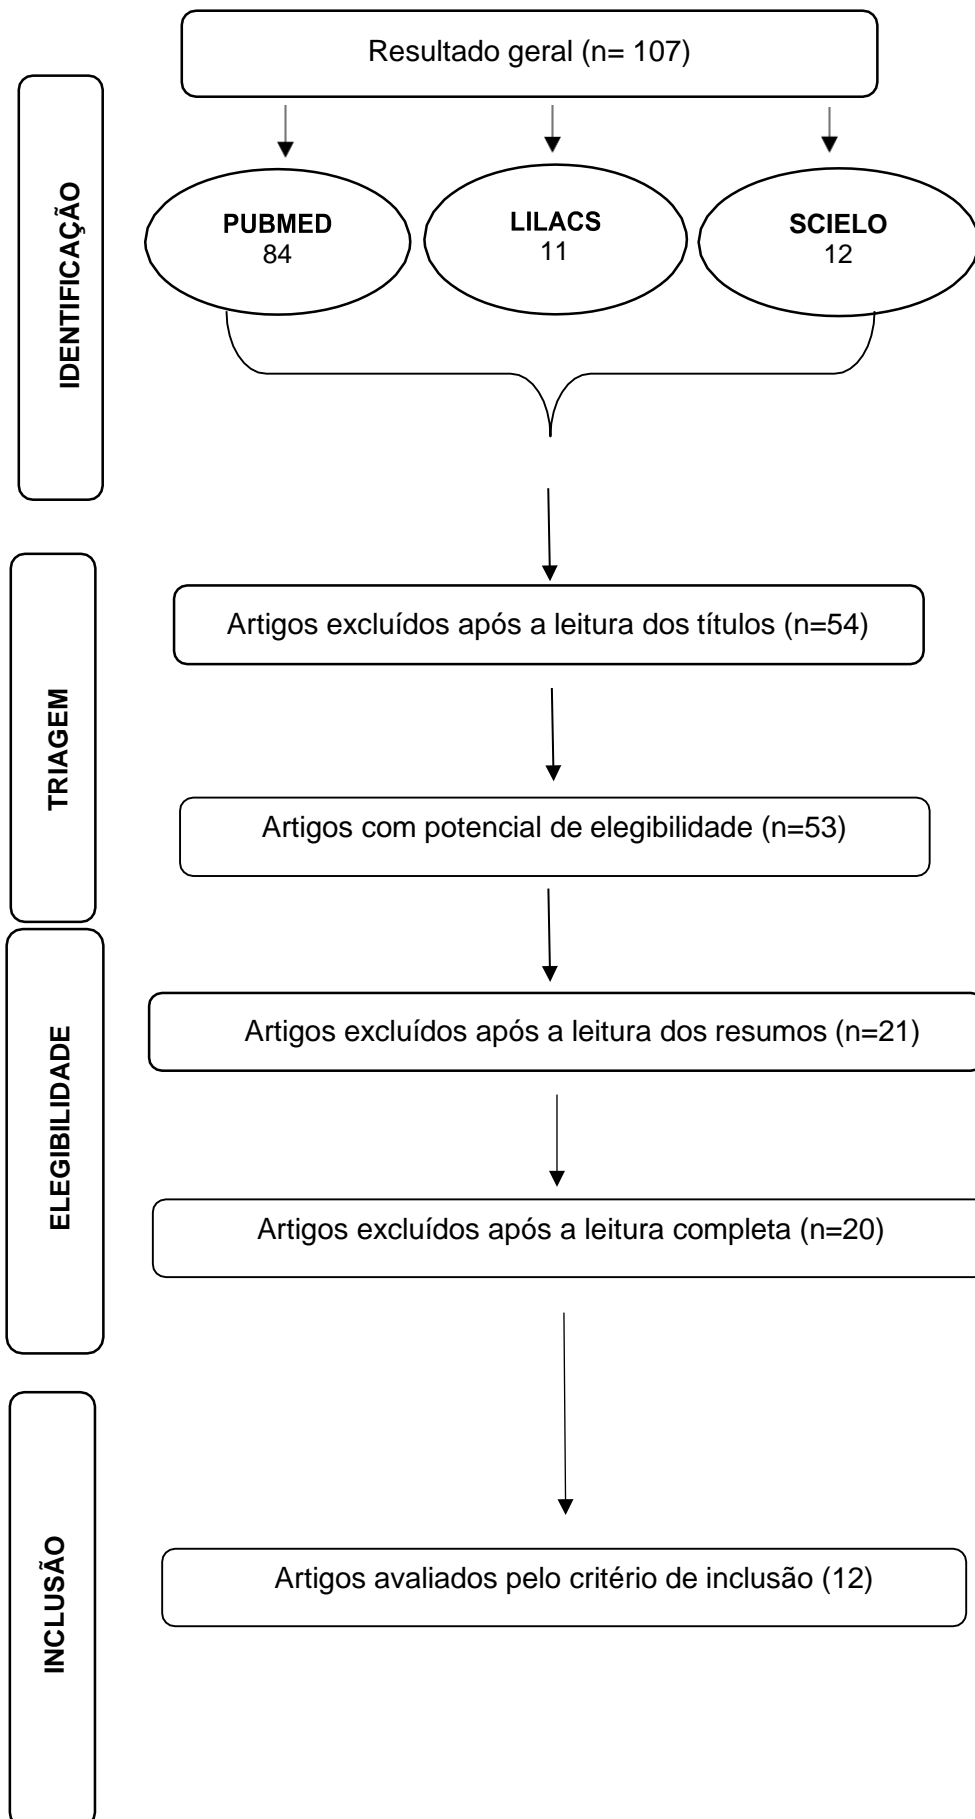 Resultado geral (n= 107)
IDENTIFICAÇÃO
PUBMED
84
LILACS
11
SCIELO
12
TRIAGEM
Artigos excluídos após a leitura dos títulos (n=54)
Artigos com potencial de elegibilidade (n=53)
ELEGIBILIDADE
Artigos excluídos após a leitura dos resumos (n=21)
Artigos excluídos após a leitura completa (n=20)
INCLUSÃO
Artigos avaliados pelo critério de inclusão (12)